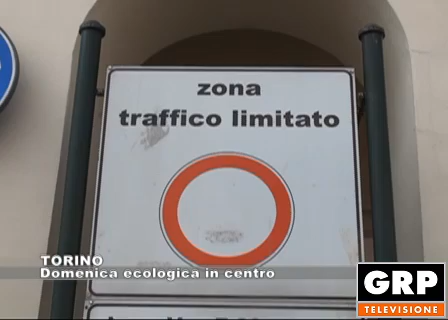 zona
traffico limitato
TORINO
Domenica ecologica in centro
GRP
TELEVISIONE